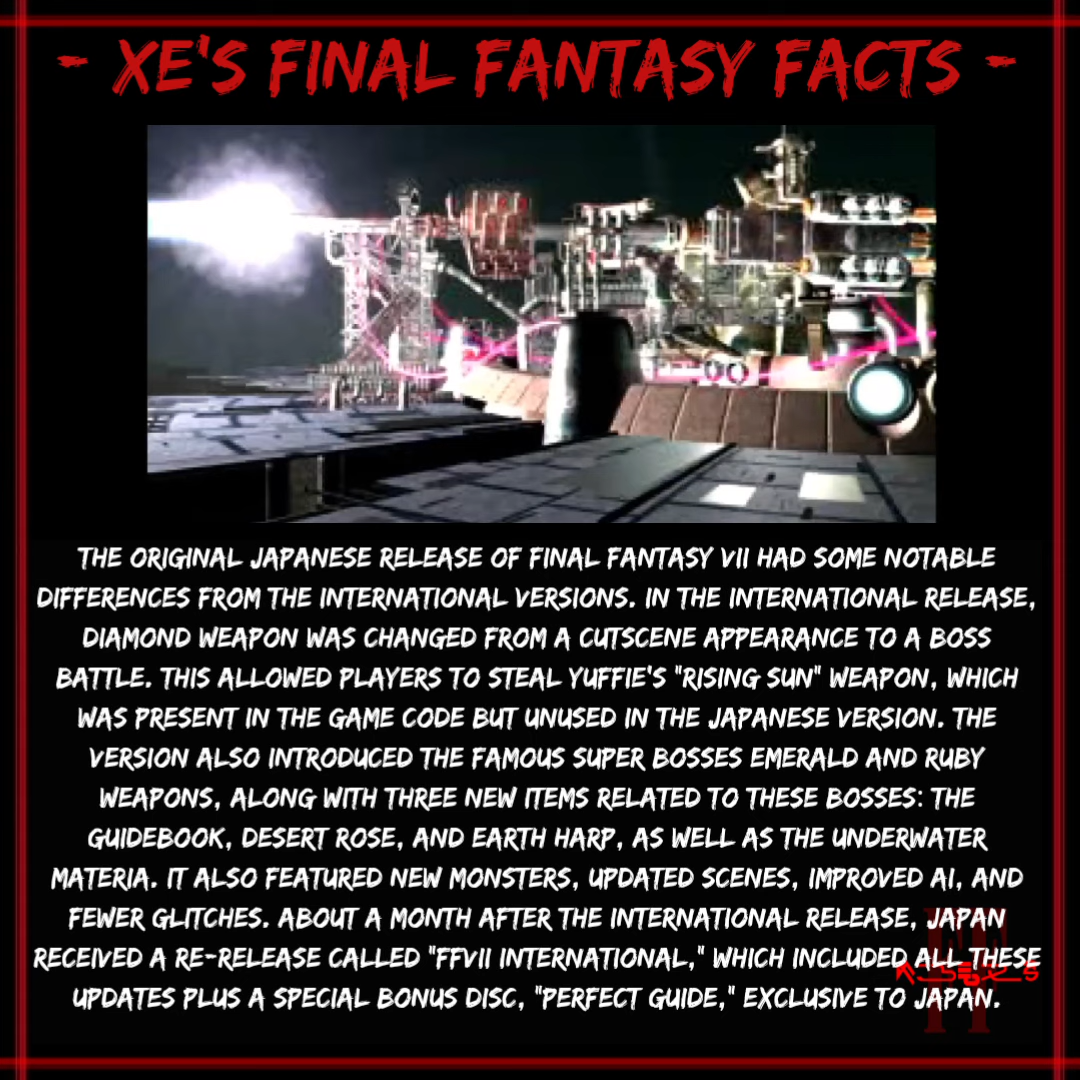 - XE'S FINAL FANTASY FACTS -
THE ORIGINAL JAPANESE RELEASE OF FINAL FANTASY VII HAD SOME NOTABLE
DIFFERENCES FROM THE INTERNATIONAL VERSIONS. IN THE INTERNATIONAL RELEASE,
DIAMOND WEAPON WAS CHANGED FROM A CUTSCENE APPEARANCE TO A BOSS
BATTLE. THIS ALLOWED PLAYERS TO STEAL YUFFIE'S "RISING SUN" WEAPON, WHICH
WAS PRESENT IN THE GAME CODE BUT UNUSED IN THE JAPANESE VERSION. THE
VERSION ALSO INTRODUCED THE FAMOUS SUPER BOSSES EMERALD AND RUBY
WEAPONS, ALONG WITH THREE NEW ITEMS RELATED TO THESE BOSSES: THE
GUIDEBOOK, DESERT ROSE, AND EARTH HARP, AS WELL AS THE UNDERWATER
MATERIA. IT ALSO FEATURED NEW MONSTERS, UPDATED SCENES, IMPROVED AI, AND
FEWER GLITCHES. ABOUT A MONTH AFTER THE INTERNATIONAL RELEASE, JAPAN
RECEIVED A RE-RELEASE CALLED "FFVII INTERNATIONAL," WHICH INCLUDED ALL THESE
UPDATES PLUS A SPECIAL BONUS DISC, "PERFECT GUIDE," EXCLUSIVE TO JAPAN.